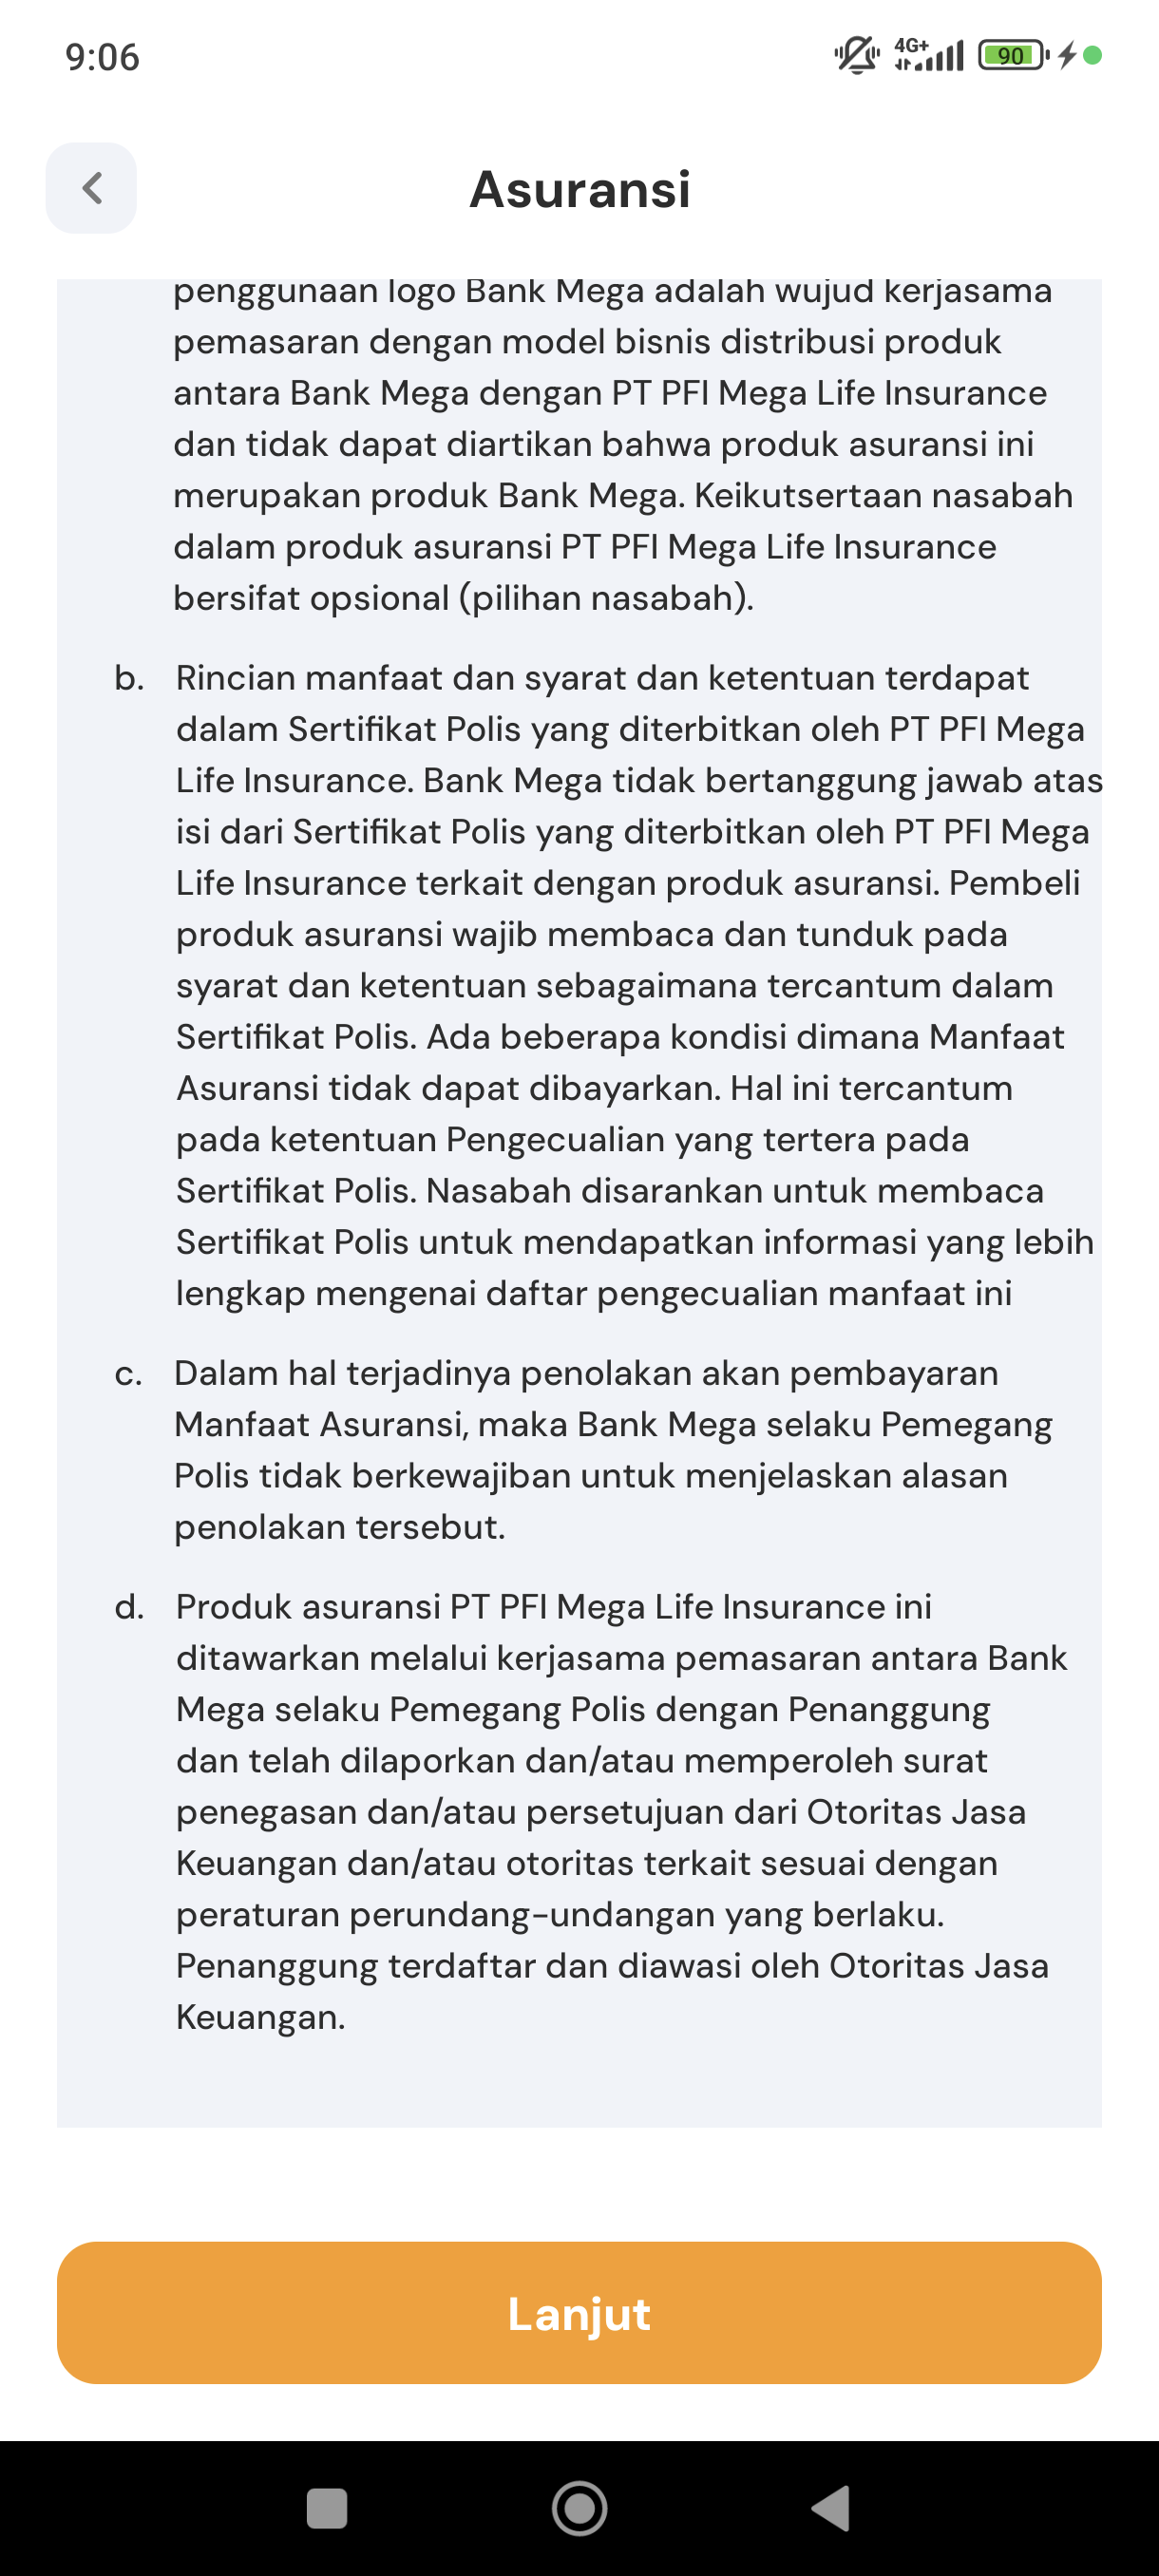 9:06
4G+
90
Asuransi
penggunaan logo Bank Mega adalah wujud kerjasama
pemasaran dengan model bisnis distribusi produk
antara Bank Mega dengan PT PFI Mega Life Insurance
dan tidak dapat diartikan bahwa produk asuransi ini
merupakan produk Bank Mega. Keikutsertaan nasabah
dalam produk asuransi PT PFI Mega Life Insurance
bersifat opsional (pilihan nasabah).
b. Rincian manfaat dan syarat dan ketentuan terdapat
dalam Sertifikat Polis yang diterbitkan oleh PT PFI Mega
Life Insurance. Bank Mega tidak bertanggung jawab atas
isi dari Sertifikat Polis yang diterbitkan oleh PT PFI Mega
Life Insurance terkait dengan produk asuransi. Pembeli
produk asuransi wajib membaca dan tunduk pada
syarat dan ketentuan sebagaimana tercantum dalam
Sertifikat Polis. Ada beberapa kondisi dimana Manfaat
Asuransi tidak dapat dibayarkan. Hal ini tercantum
pada ketentuan Pengecualian yang tertera pada
Sertifikat Polis. Nasabah disarankan untuk membaca
Sertifikat Polis untuk mendapatkan informasi yang lebih
lengkap mengenai daftar pengecualian manfaat ini
c. Dalam hal terjadinya penolakan akan pembayaran
Manfaat Asuransi, maka Bank Mega selaku Pemegang
Polis tidak berkewajiban untuk menjelaskan alasan
penolakan tersebut.
d. Produk asuransi PT PFI Mega Life Insurance ini
ditawarkan melalui kerjasama pemasaran antara Bank
Mega selaku Pemegang Polis dengan Penanggung
dan telah dilaporkan dan/atau memperoleh surat
penegasan dan/atau persetujuan dari Otoritas Jasa
Keuangan dan/atau otoritas terkait sesuai dengan
peraturan perundang-undangan yang berlaku.
Penanggung terdaftar dan diawasi oleh Otoritas Jasa
Keuangan.
Lanjut